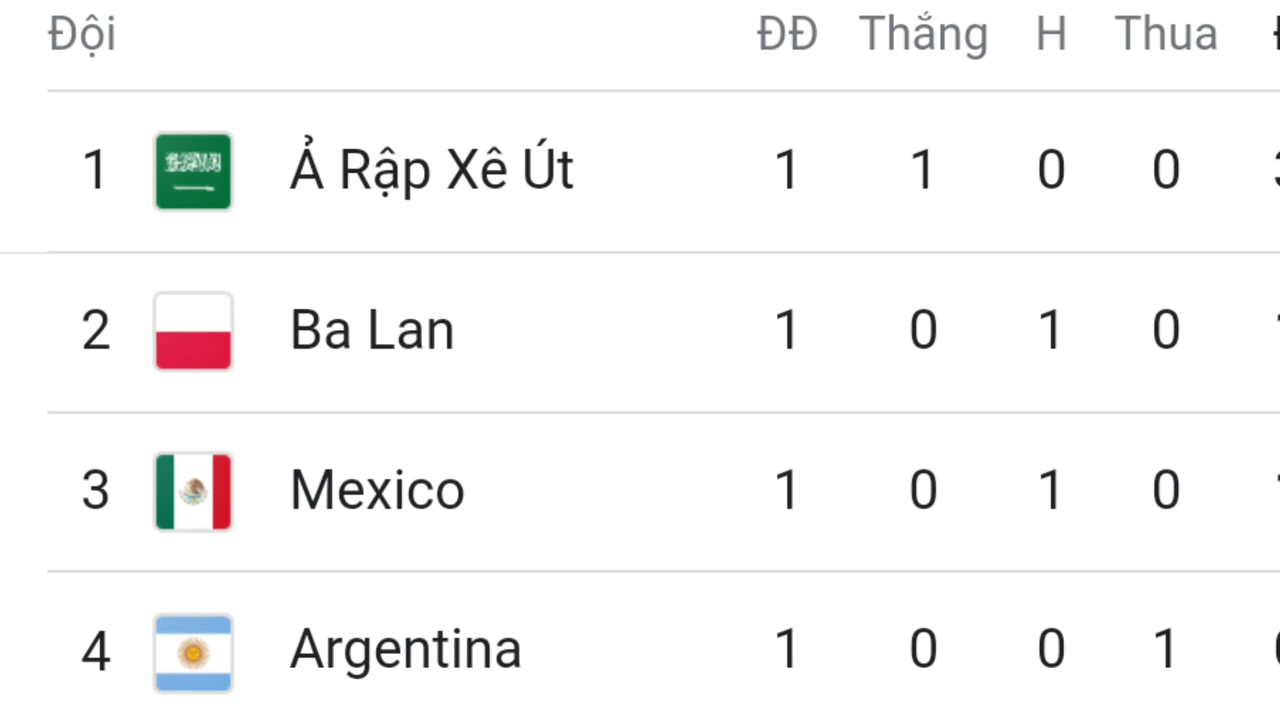 Đội ĐĐ Thắng H Thua
1 Ả Rập Xê Út 1 1 0 0
2 Ba Lan 1 0 1 0
3 Mexico 1 0 1 0
4 Argentina 1 0 0 1